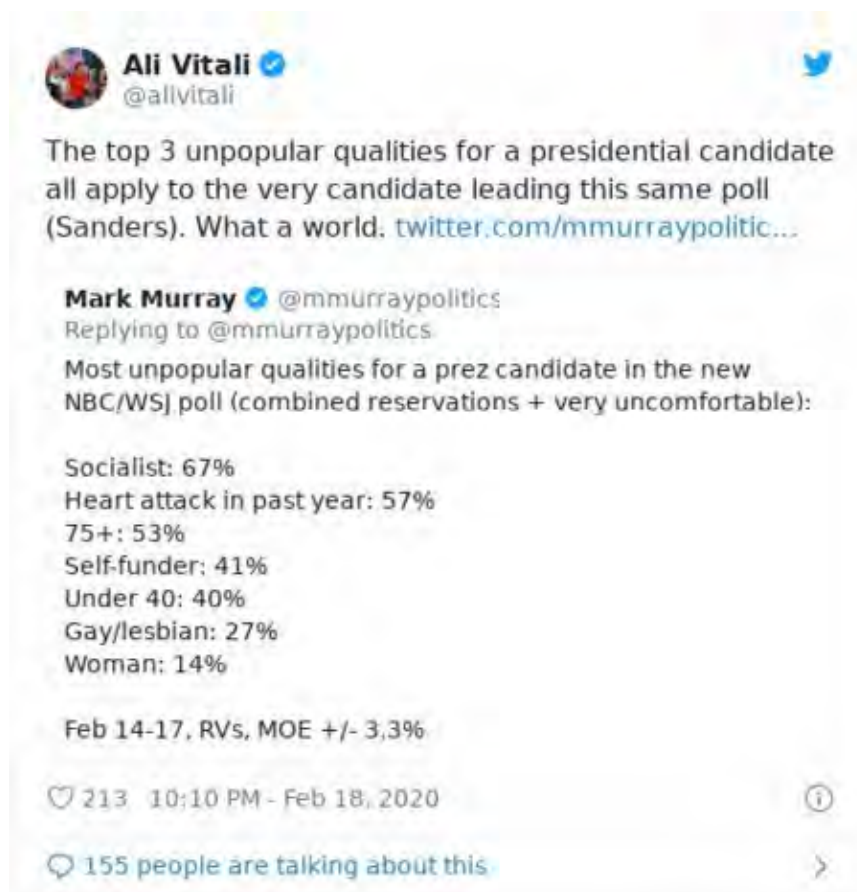 Ali Vitali
@alivitali
The top 3 unpopular qualities for a presidential candidate
all apply to the very candidate leading this same poll
(Sanders). What a world. twitter.com/mmurraypolitic...
Mark Murray @mmurraypolitics
Replying to @mmurraypolitics
Most unpopular qualities for a prez candidate in the new
NBC/WSJ poll (combined reservations + very uncomfortable):
Socialist: 67%
Heart attack in past year: 57%
75+: 53%
Self-funder: 41%
Under 40: 40%
Gay/lesbian: 27%
Woman: 14%
Feb 14-17, RVs, MOE +/- 3.3%
213 10:10 PM - Feb 18, 2020
155 people are talking about this